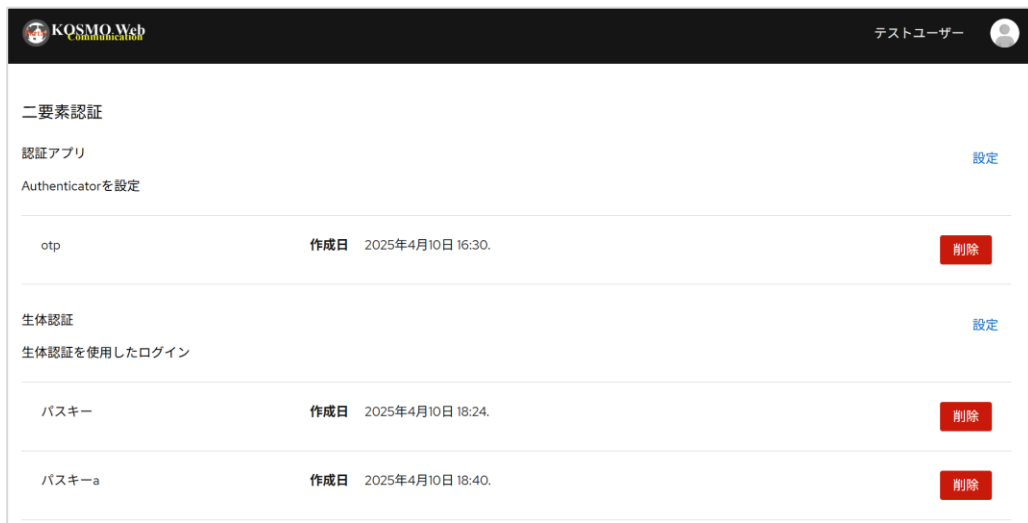 KOSMO.Web
Communication
テストユーザー
二要素認証
認証アプリ
設定
Authenticatorを設定
otp 作成日 2025年4月10日 16:30. 削除
生体認証
設定
生体認証を使用したログイン
パスキー 作成日 2025年4月10日 18:24. 削除
パスキーa 作成日 2025年4月10日 18:40. 削除